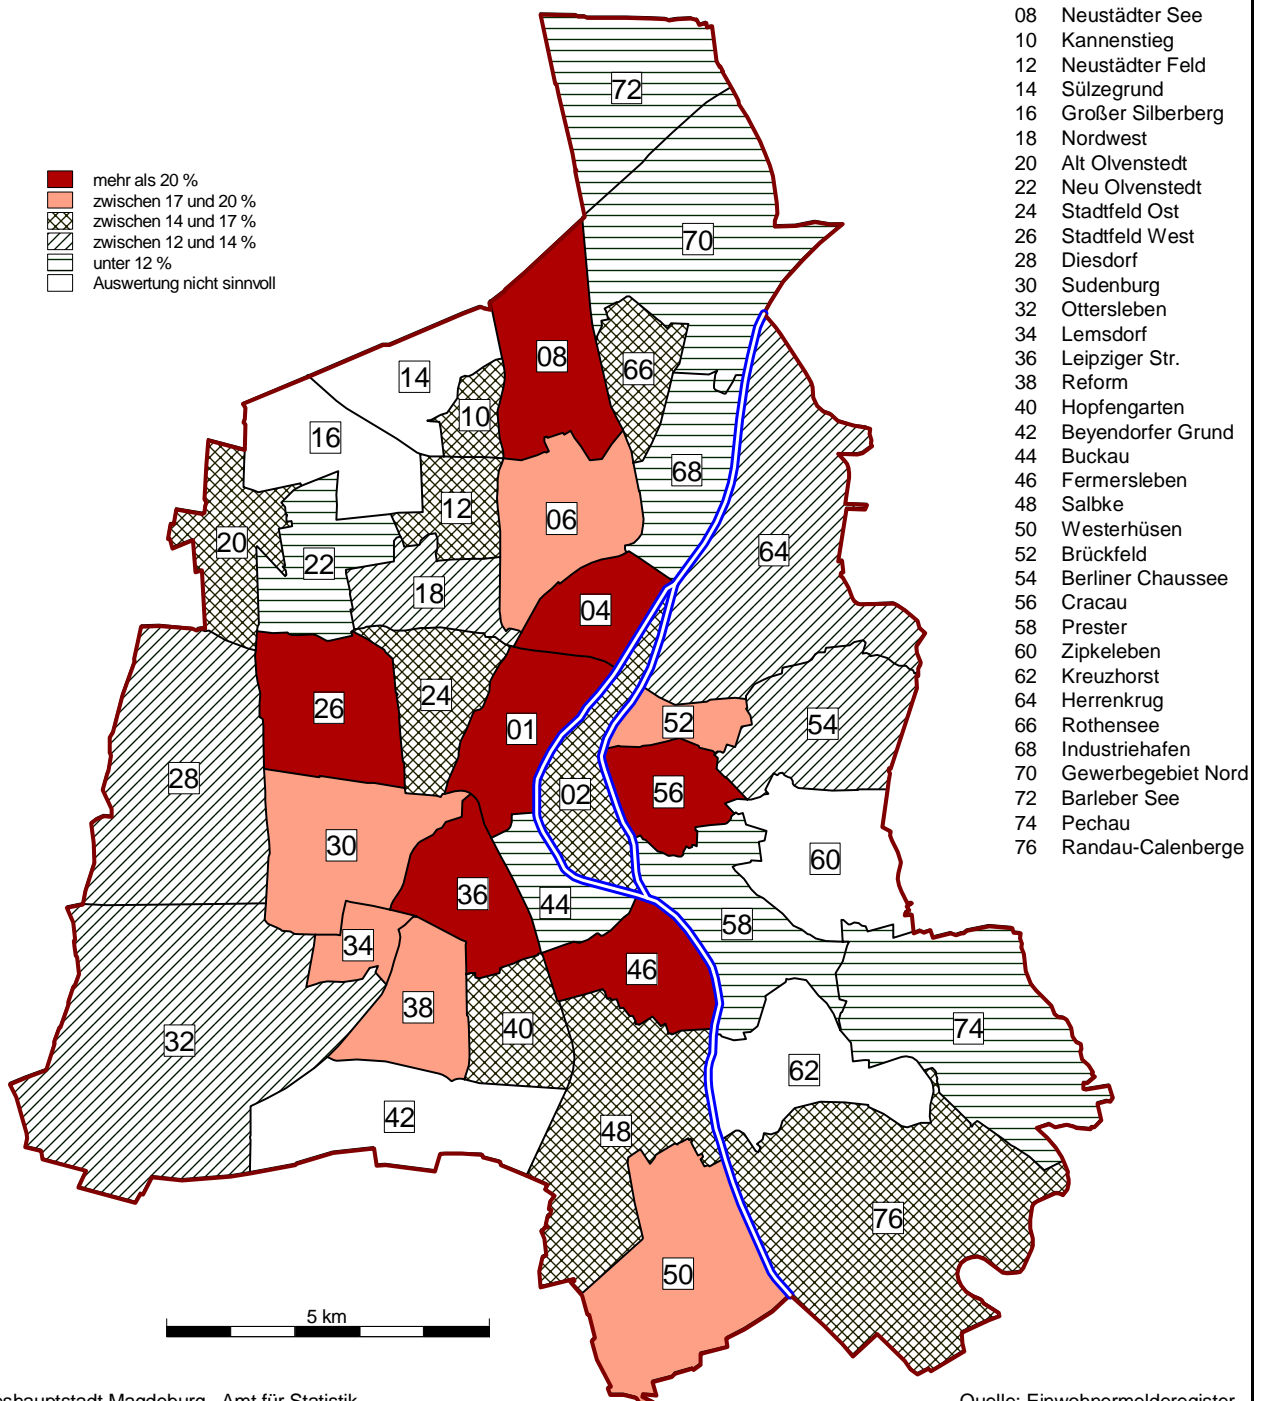 08 Neustädter See
10 Kannenstieg
12 Neustädter Feld
14 Sülzegrund
16 Großer Silberberg
18 Nordwest
20 Alt Olvenstedt
22 Neu Olvenstedt
24 Stadtfeld Ost
26 Stadtfeld West
28 Diesdorf
30 Sudenburg
32 Ottersleben
34 Lemsdorf
36 Leipziger Str.
38 Reform
40 Hopfengarten
42 Beyendorfer Grund
44 Buckau
46 Fermersleben
48 Salbke
50 Westerhüsen
52 Brückfeld
54 Berliner Chaussee
56 Cracau
58 Prester
60 Zipkeleben
62 Kreuzhorst
64 Herrenkrug
66 Rothensee
68 Industriehafen
70 Gewerbegebiet Nord
72 Barleber See
74 Pechau
76 Randau-Calenberge
mehr als 20 %
zwischen 17 und 20 %
zwischen 14 und 17 %
zwischen 12 und 14 %
unter 12 %
Auswertung nicht sinnvoll
72
70
08
66
14
10
16
68
12
06
20
64
22
18
04
24
26
52
54
01
28
02
56
30
60
36
44
58
34
46
38
40
74
32
62
42
48
76
50
5 km
Magdeburg Amt für Statistik
Quelle: Einwohnermelderegister